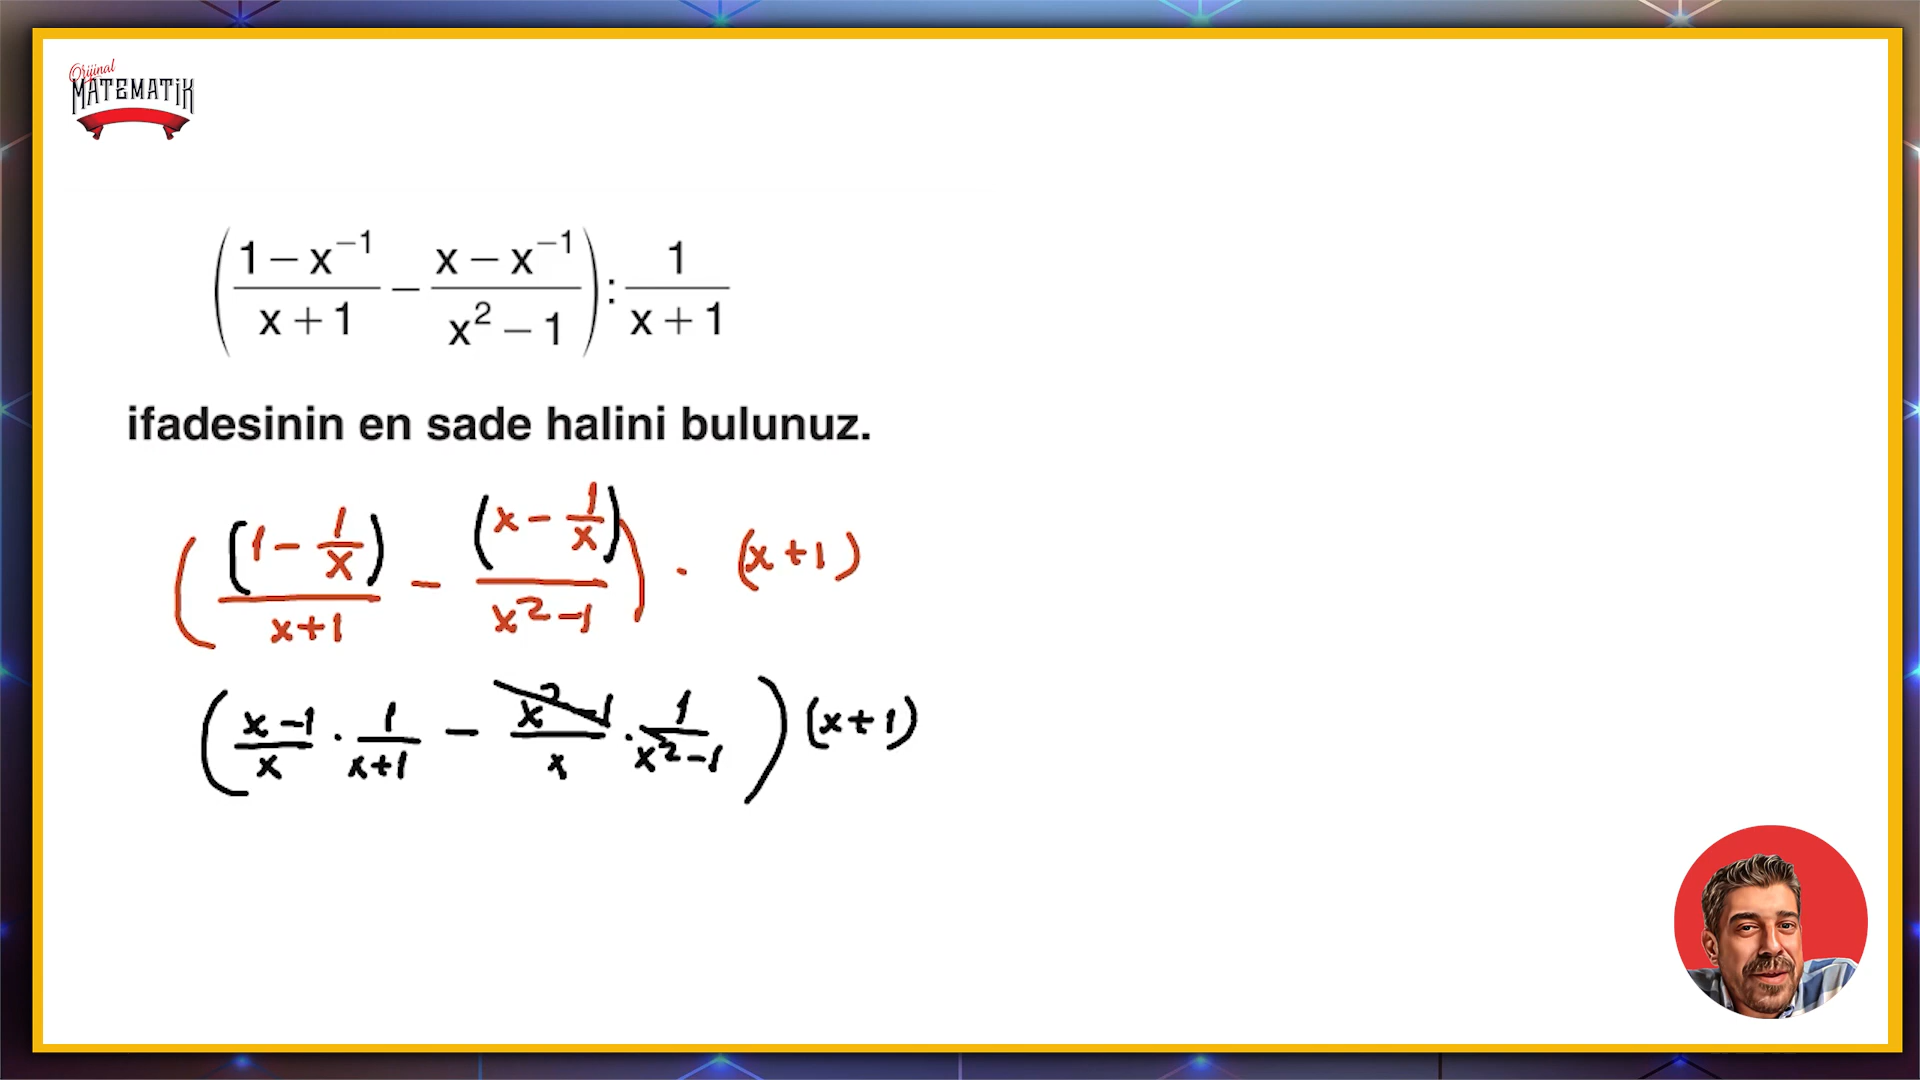 Orijinal
MATEMATİK
(1 − x⁻¹ / x + 1 − x − x⁻¹ / x² − 1) : 1 / x + 1
ifadesinin en sade halini bulunuz.
((1 − 1/x) / x+1 − (x − 1/x) / x² −1) · (x+1)
(x−1 / x · 1 / x+1 − x² −1 / x · 1 / x² −1) (x+1)